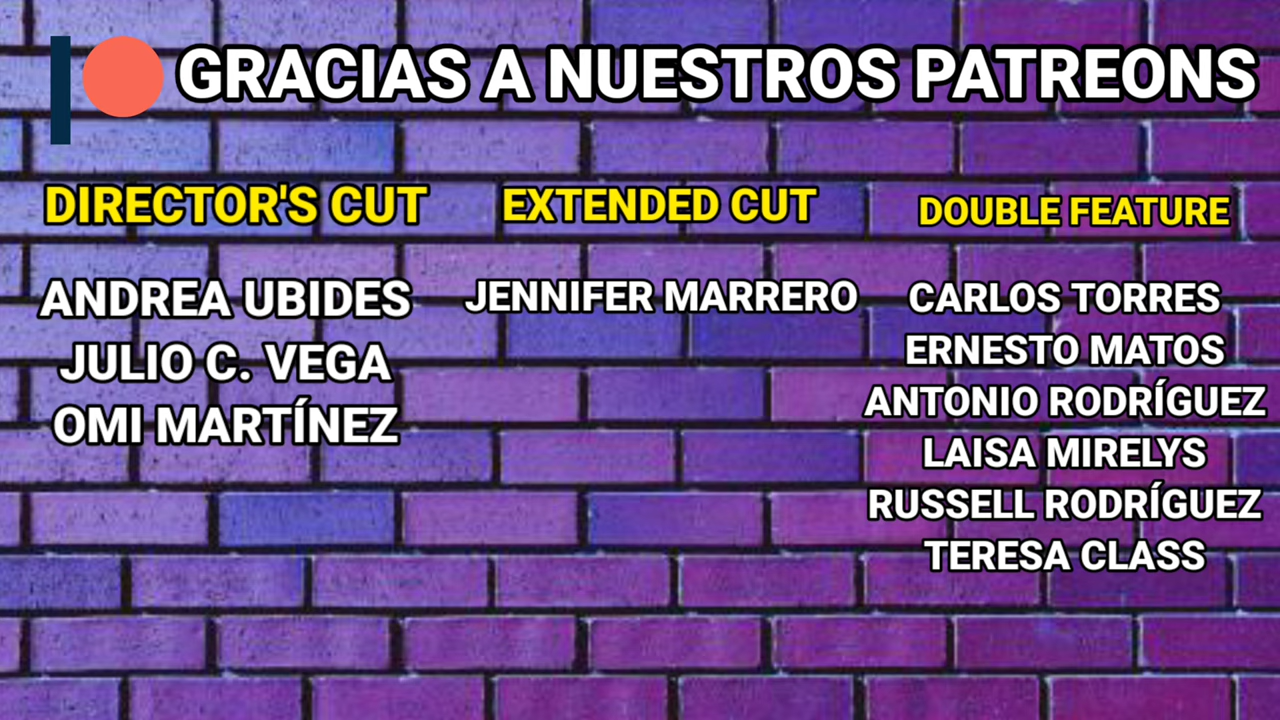 GRACIAS A NUESTROS PATREONS
DIRECTOR'S CUT
ANDREA UBIDES
JULIO C. VEGA
OMI MARTÍNEZ
EXTENDED CUT
JENNIFER MARRERO
DOUBLE FEATURE
CARLOS TORRES
ERNESTO MATOS
ANTONIO RODRÍGUEZ
LAISA MIRELYS
RUSSELL RODRÍGUEZ
TERESA CLASS